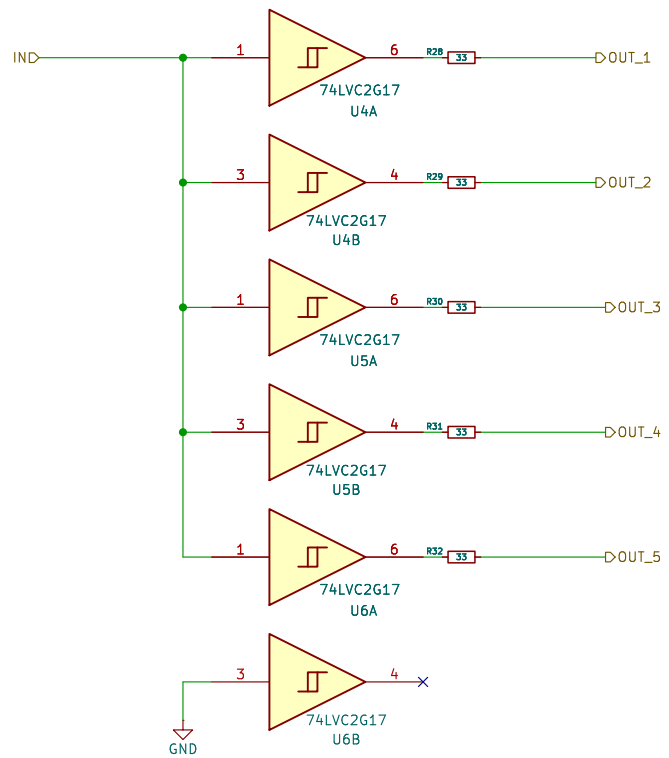 IN
1
6
R28
33
OUT_1
74LVC2G17
U4A
3
4
R29
33
OUT_2
74LVC2G17
U4B
1
6
R30
33
OUT_3
74LVC2G17
U5A
3
4
R31
33
OUT_4
74LVC2G17
U5B
1
6
R32
33
OUT_5
74LVC2G17
U6A
3
4
74LVC2G17
U6B
GND